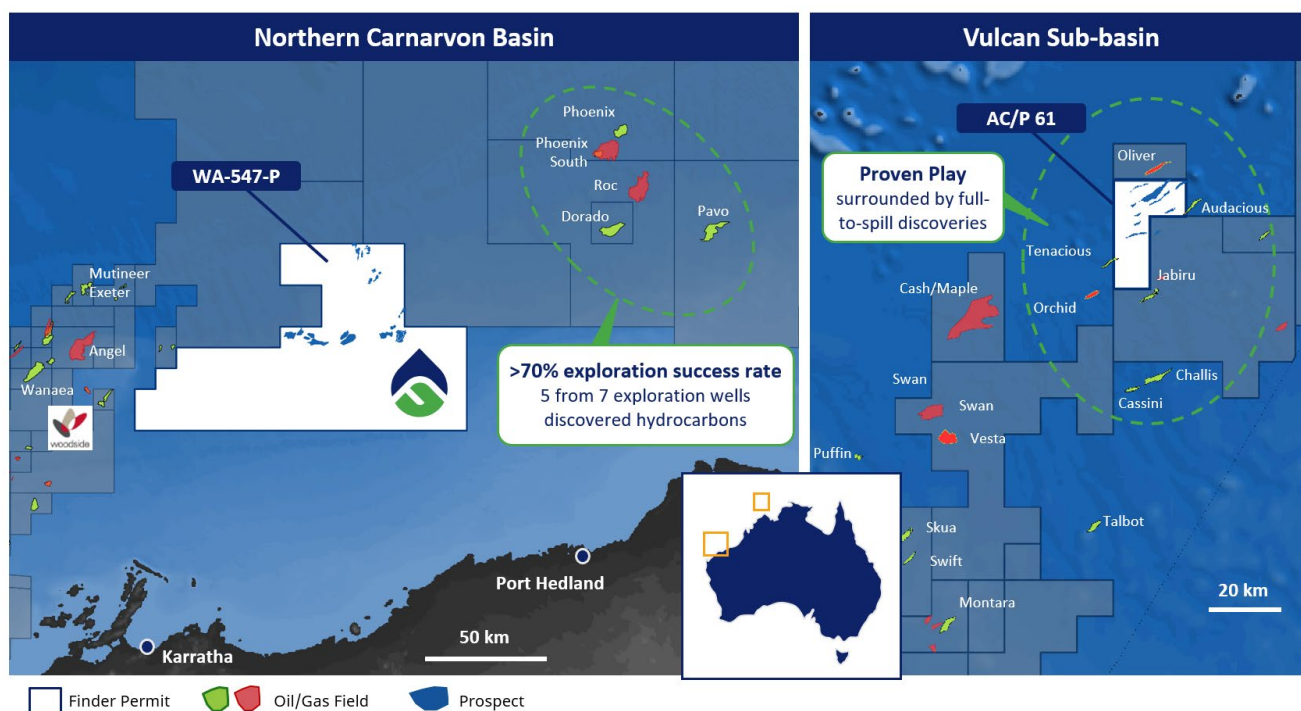 Northern Carnarvon Basin
WA-547-P
Phoenix
Phoenix
South
Roc
Dorado
Pavo
Mutineer
Exeter
Angel
Wanaea
woodside
>70% exploration success rate
5 from 7 exploration wells
discovered hydrocarbons
Port Hedland
Karratha
50 km
Vulcan Sub-basin
AC/P 61
Oliver
Proven Play
surrounded by full-
to-spill discoveries
Audacious
Tenacious
Jabiru
Cash/Maple
Orchid
Challis
Cassini
Swan
Swan
Vesta
Puffin
Skua
Talbot
Swift
Montara
20 km
Finder Permit
Oil/Gas Field
Prospect